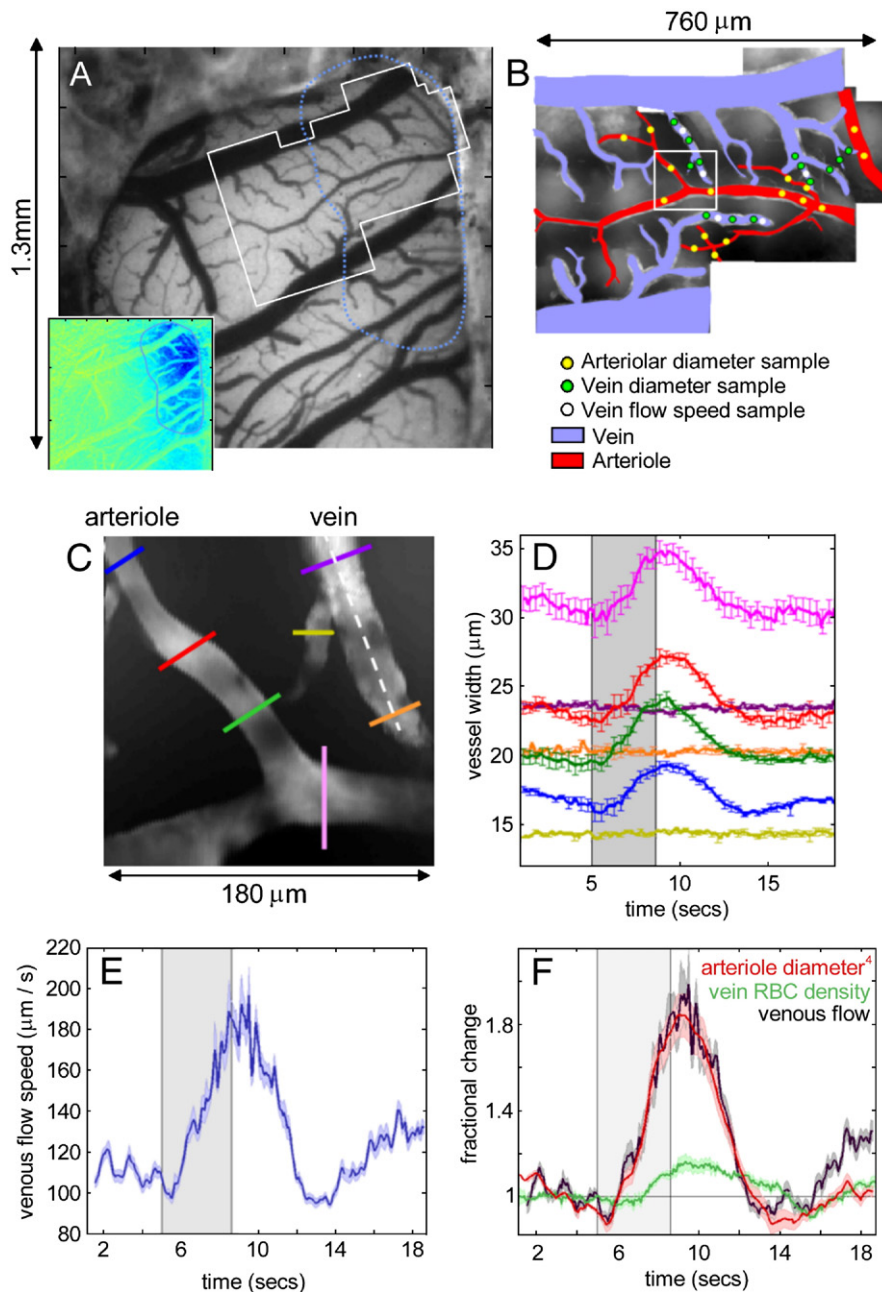 760 μm
A
B
1.3mm
Arteriolar diameter sample
Vein diameter sample
Vein flow speed sample
Vein
Arteriole
arteriole
vein
C
180 μm
D
35
30
25
20
15
vessel width (μm)
5
10
15
time (secs)
E
220
200
180
160
140
120
100
80
venous flow speed (μm / s)
2
6
10
14
18
time (secs)
F
arteriole diameter⁴
vein RBC density
venous flow
1.8
1.4
1
fractional change
2
6
10
14
18
time (secs)